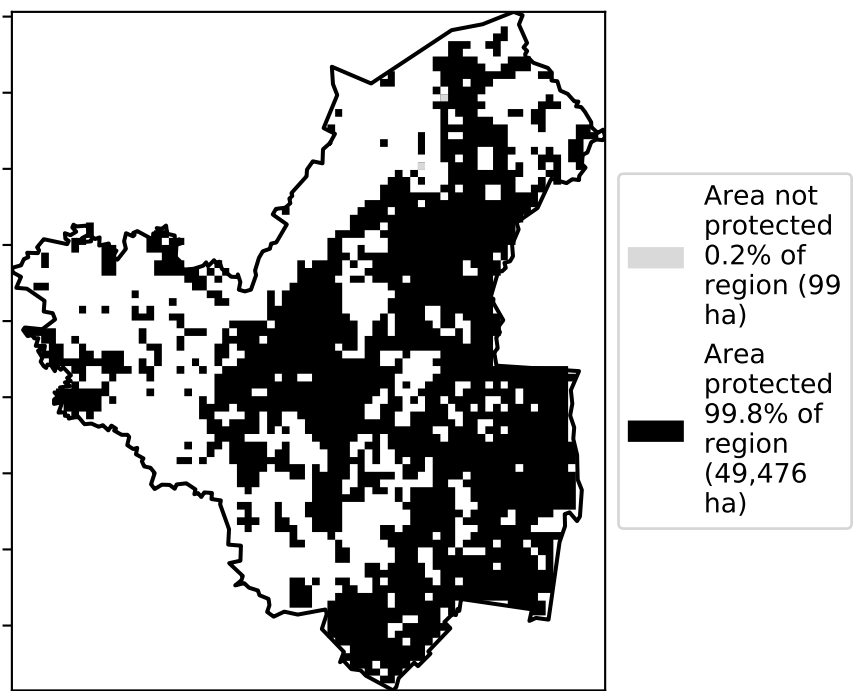 Area not
protected
0.2% of
region (99
ha)
Area
protected
99.8% of
region
(49,476
ha)